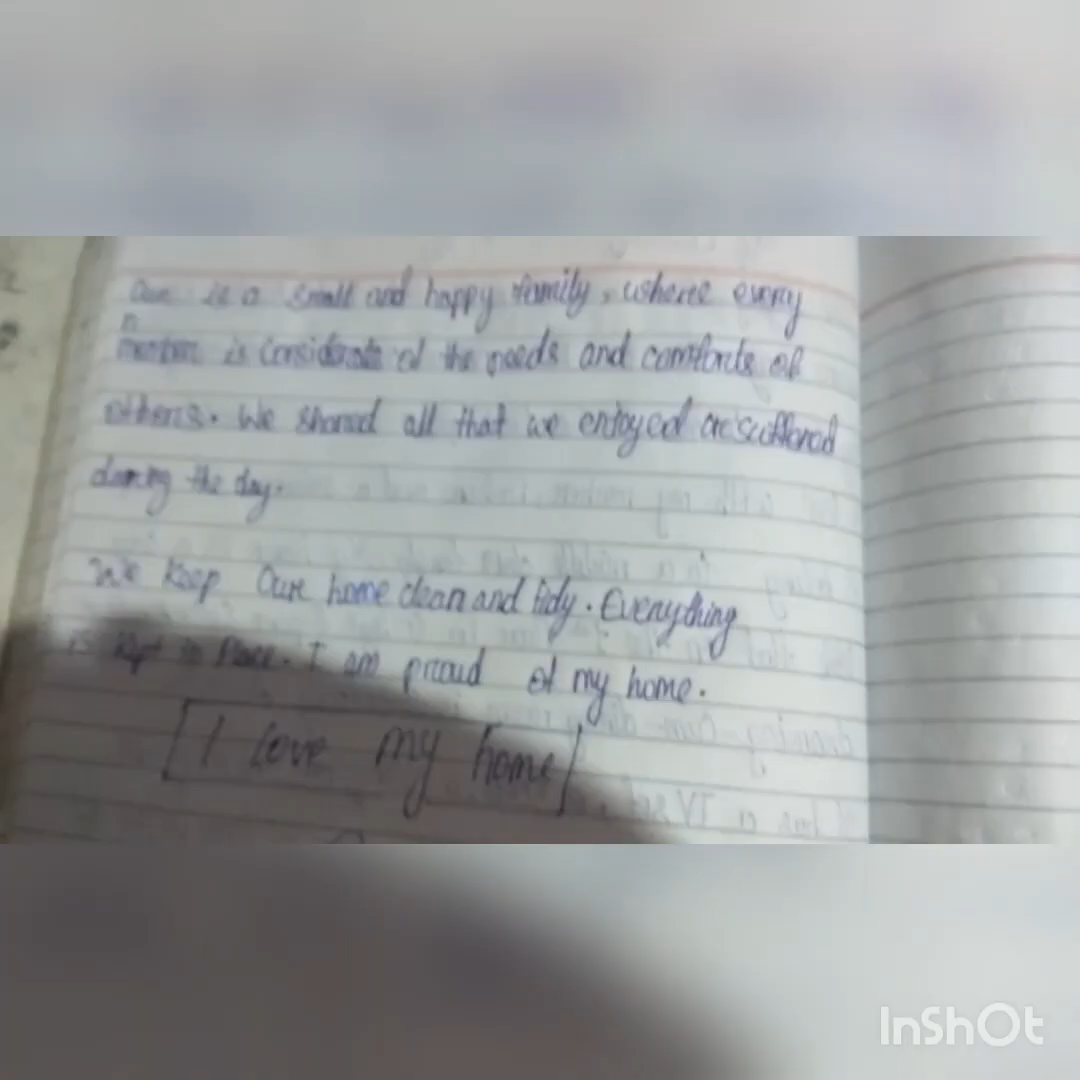 Our is a small and happy family, where every
member is considerate of the needs and comforts of
others. We shared all that we enjoyed or suffered
during the day.
We keep Our home clean and tidy. Everything
is kept in Place. I am proud of my home.
[I love my home]
InShOt